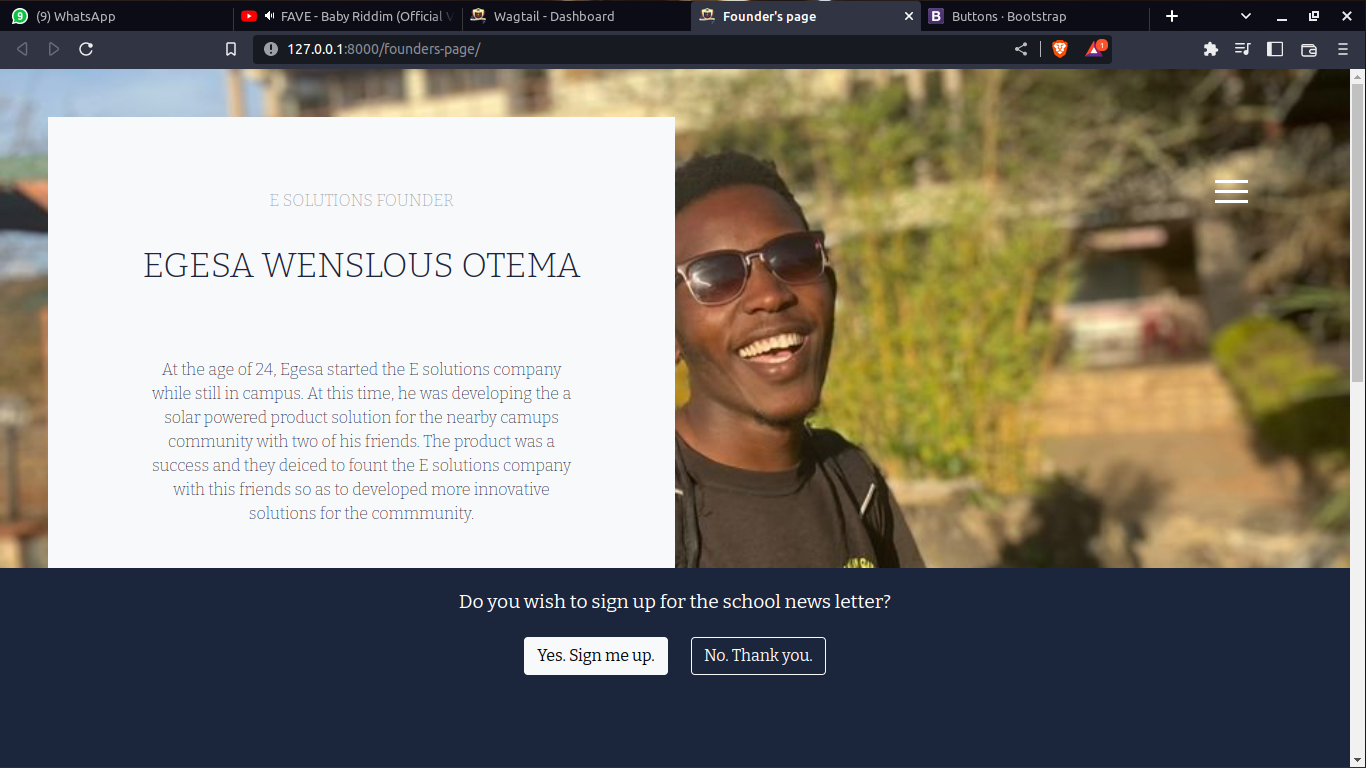 9
(9) WhatsApp
FAVE - Baby Riddim (Official V
Wagtail - Dashboard
Founder's page
Buttons · Bootstrap
127.0.0.1:8000/founders-page/
1
E SOLUTIONS FOUNDER
EGESA WENSLOUS OTEMA
At the age of 24, Egesa started the E solutions company
while still in campus. At this time, he was developing the a
solar powered product solution for the nearby camups
community with two of his friends. The product was a
success and they deiced to fount the E solutions company
with this friends so as to developed more innovative
solutions for the commmunity.
Do you wish to sign up for the school news letter?
Yes. Sign me up.
No. Thank you.